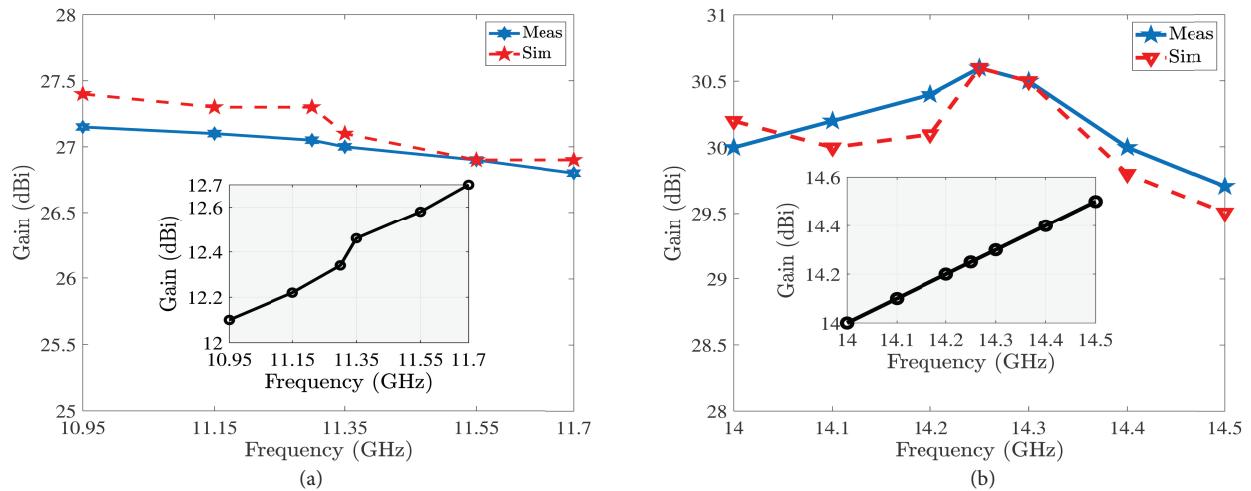 28
27.5
27
26.5
26
25.5
25
Gain (dBi)
Meas
Sim
12.7
12.6
12.4
12.2
12
Gain (dBi)
10.95 11.15 11.35 11.55 11.7
Frequency (GHz)
10.95 11.15 11.35 11.55 11.7
Frequency (GHz)
(a)
31
30.5
30
29.5
29
28.5
28
Gain (dBi)
Meas
Sim
14.6
14.4
14.2
14
Gain (dBi)
14 14.1 14.2 14.3 14.4 14.5
Frequency (GHz)
14 14.1 14.2 14.3 14.4 14.5
Frequency (GHz)
(b)